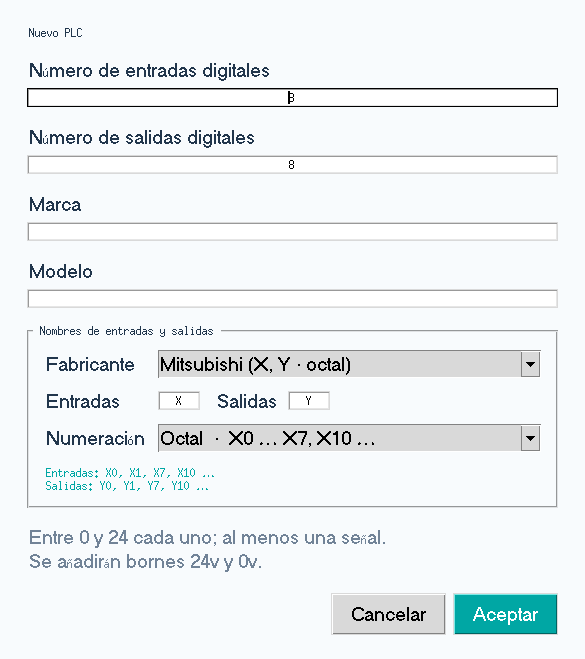 Nuevo PLC
Número de entradas digitales
8
Número de salidas digitales
8
Marca
Modelo
Nombres de entradas y salidas
Fabricante Mitsubishi (X, Y · octal)
Entradas X Salidas Y
Numeración Octal · X0 ... X7, X10 ...
Entradas: X0, X1, X7, X10 ...
Salidas: Y0, Y1, Y7, Y10 ...
Entre 0 y 24 cada uno; al menos una señal.
Se añadirán bornes 24v y 0v.
Cancelar Aceptar